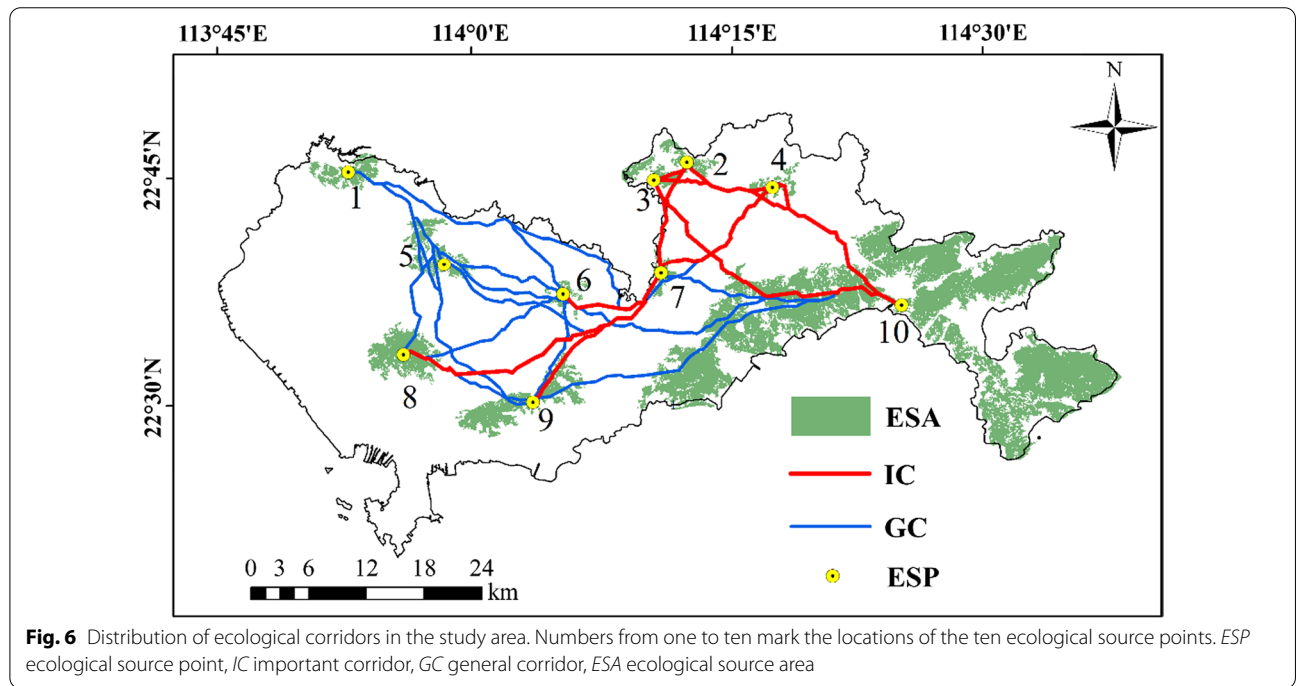 113°45'E 114°0'E 114°15'E 114°30'E
N
22°45'N
22°30'N
1
2
4
3
5
6
7
10
8
9
ESA
IC
GC
ESP
0 3 6 12 18 24
km
Fig. 6 Distribution of ecological corridors in the study area. Numbers from one to ten mark the locations of the ten ecological source points. ESP
ecological source point, IC important corridor, GC general corridor, ESA ecological source area